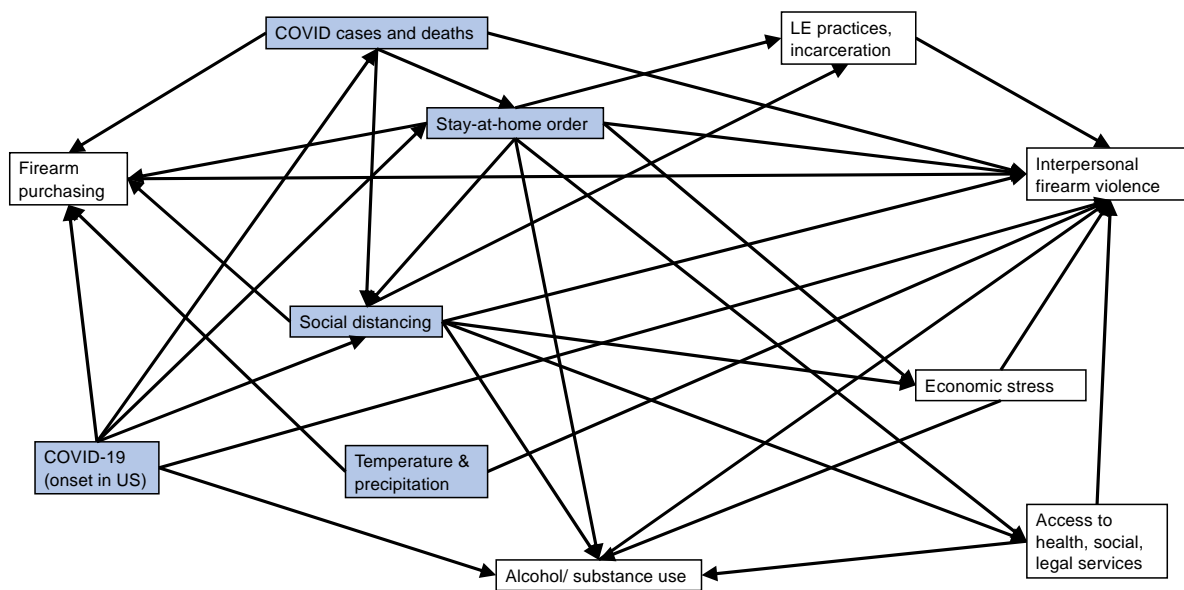 COVID cases and deaths
LE practices,
incarceration
Stay-at-home order
Firearm
purchasing
Interpersonal
firearm violence
Social distancing
Economic stress
COVID-19
(onset in US)
Temperature &
precipitation
Access to
health, social,
legal services
Alcohol/ substance use